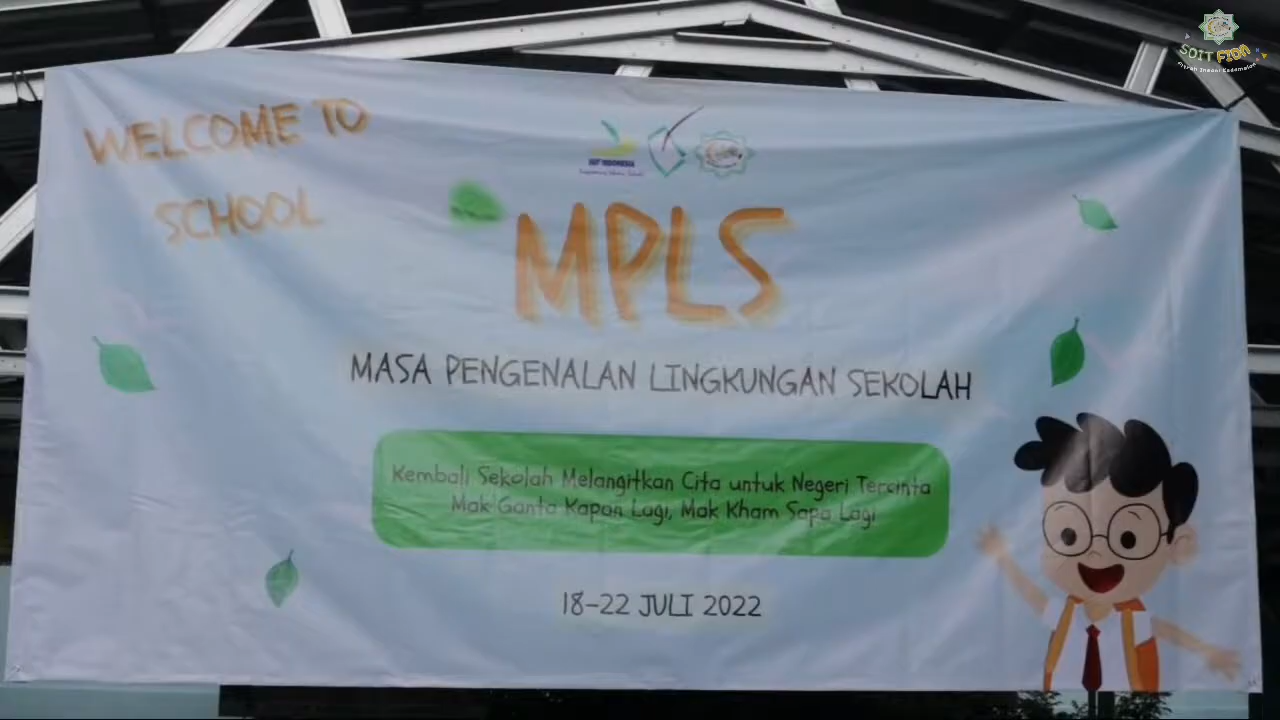 SOIT FIDA
WELCOME TO
SCHOOL
MPLS
MASA PENGENALAN LINGKUNGAN SEKOLAH
Kembali Sekolah Melangitkan Cita untuk Negeri Tercinta
Mak Ganta Kapan Lagi, Mak Kham Sapa Lagi
18-22 JULI 2022